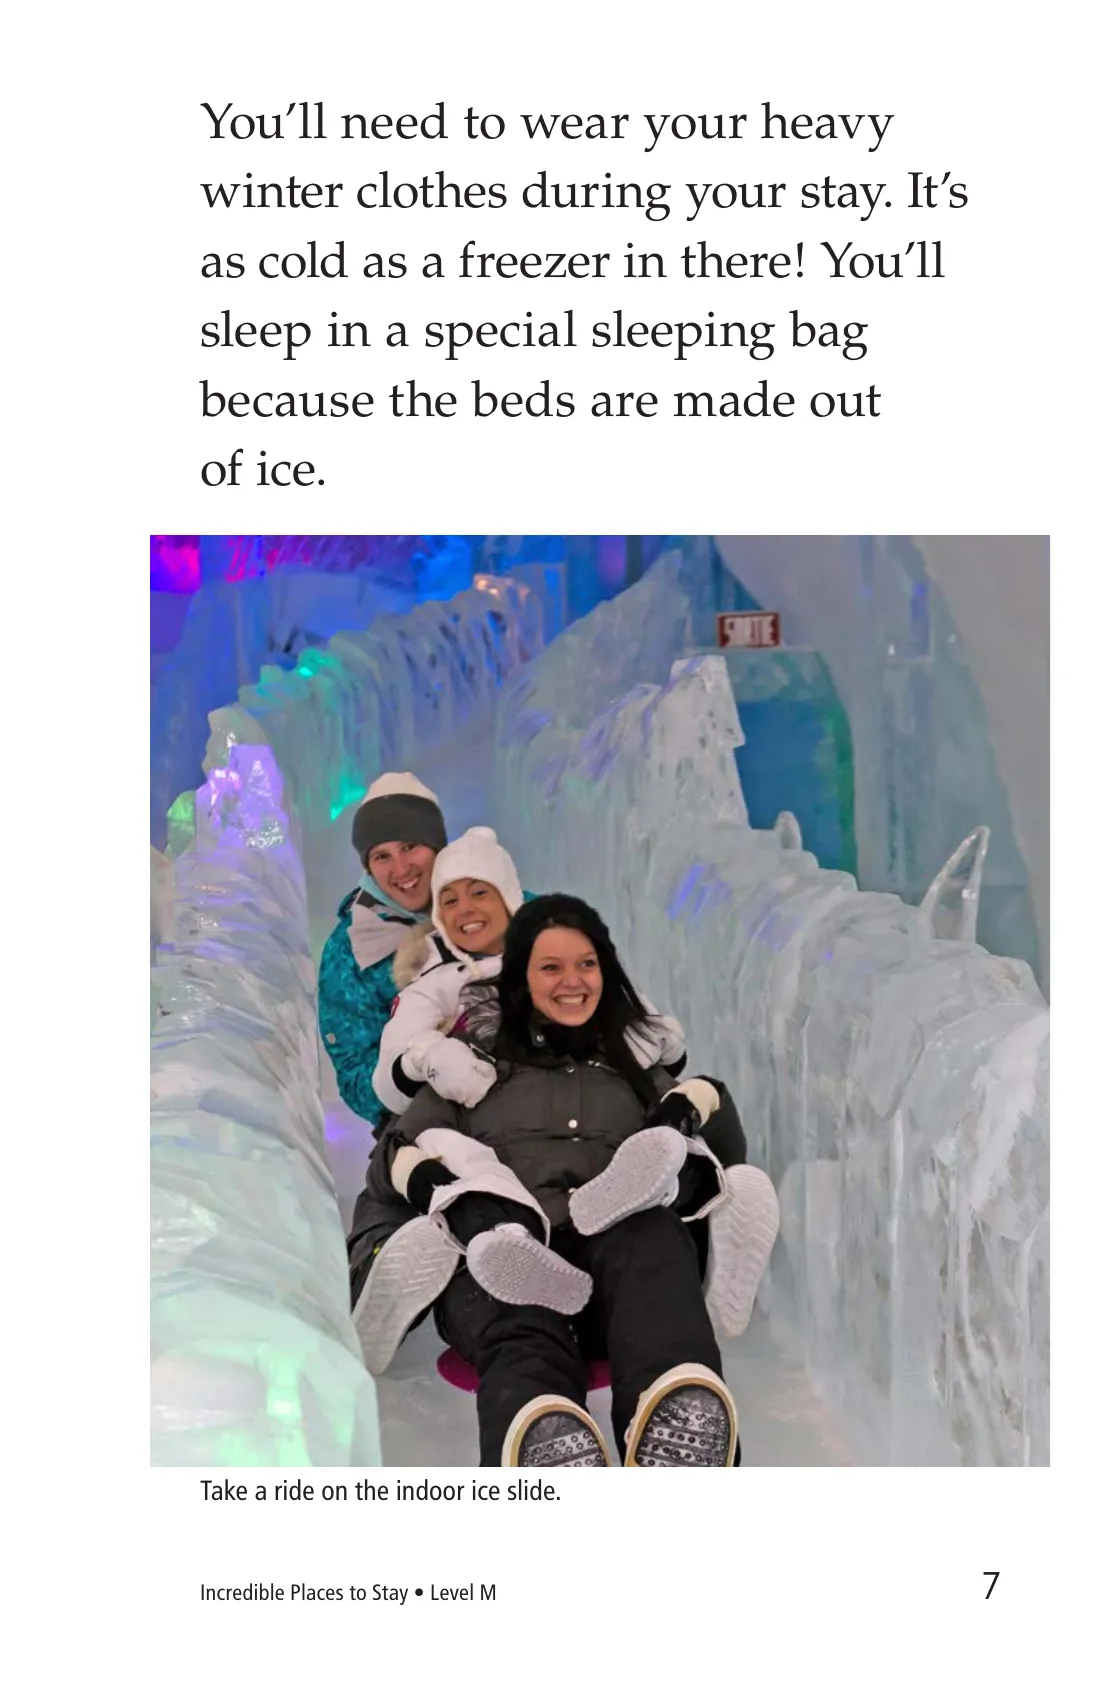 You’ll need to wear your heavy
winter clothes during your stay. It’s
as cold as a freezer in there! You’ll
sleep in a special sleeping bag
because the beds are made out
of ice.
SORTIE
Take a ride on the indoor ice slide.
Incredible Places to Stay • Level M
7